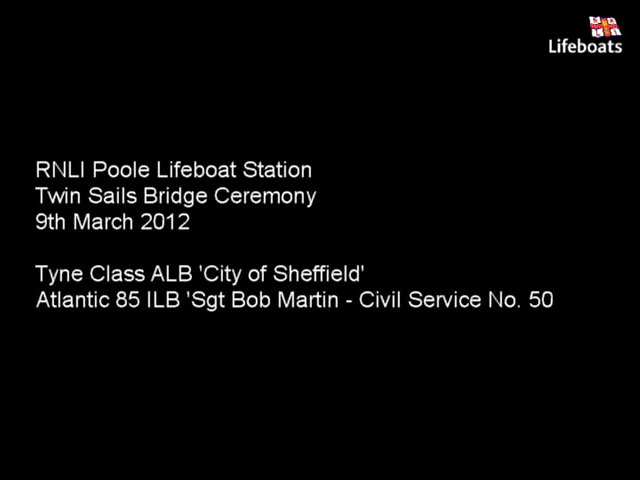 Lifeboats
RNLI Poole Lifeboat Station
Twin Sails Bridge Ceremony
9th March 2012
Tyne Class ALB 'City of Sheffield'
Atlantic 85 ILB 'Sgt Bob Martin - Civil Service No. 50